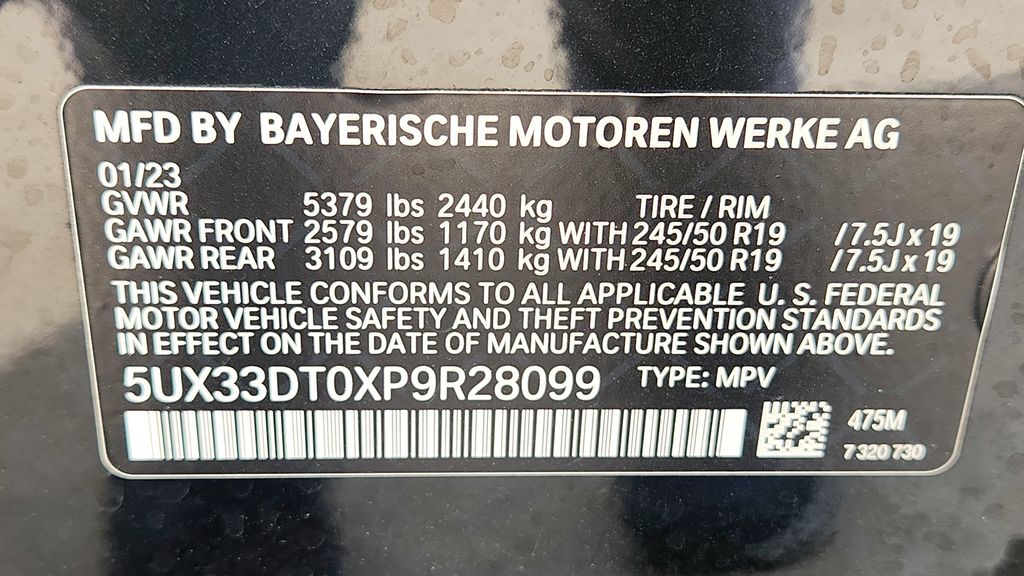 MFD BY BAYERISCHE MOTOREN WERKE AG
01/23
GVWR 5379 lbs 2440 kg TIRE / RIM
GAWR FRONT 2579 lbs 1170 kg WITH 245/50 R19 / 7.5J x 19
GAWR REAR 3109 lbs 1410 kg WITH 245/50 R19 / 7.5J x 19
THIS VEHICLE CONFORMS TO ALL APPLICABLE U. S. FEDERAL
MOTOR VEHICLE SAFETY AND THEFT PREVENTION STANDARDS
IN EFFECT ON THE DATE OF MANUFACTURE SHOWN ABOVE.
5UX33DT0XP9R28099 TYPE: MPV
475M
7 320 730